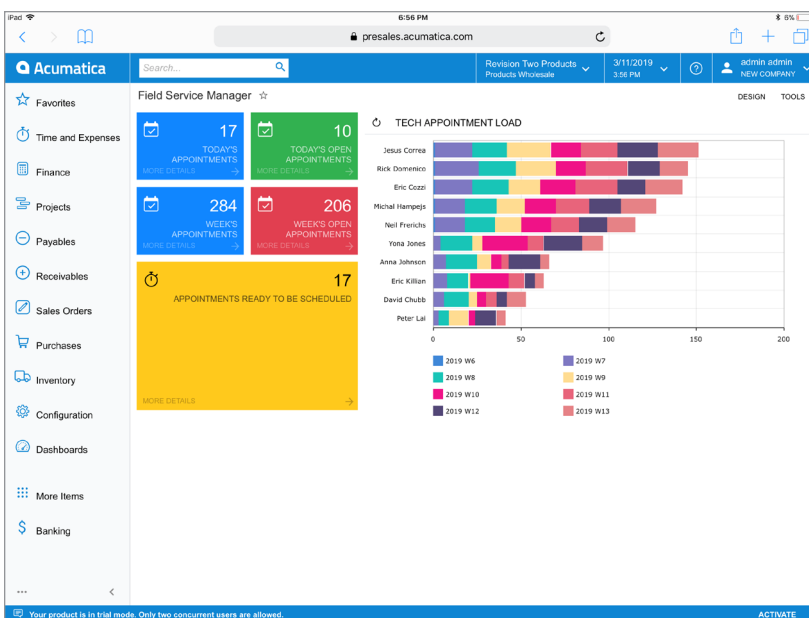 iPad
6:56 PM
6%
presales.acumatica.com
Acumatica
Search...
Revision Two Products
Products Wholesale
3/11/2019
3:56 PM
admin admin
NEW COMPANY
Favorites
Time and Expenses
Finance
Projects
Payables
Receivables
Sales Orders
Purchases
Inventory
Configuration
Dashboards
More Items
Banking
Field Service Manager
DESIGN TOOLS
17
TODAY'S
APPOINTMENTS
MORE DETAILS
10
TODAY'S OPEN
APPOINTMENTS
MORE DETAILS
284
WEEK'S
APPOINTMENTS
MORE DETAILS
206
WEEK'S OPEN
APPOINTMENTS
MORE DETAILS
17
APPOINTMENTS READY TO BE SCHEDULED
MORE DETAILS
TECH APPOINTMENT LOAD
Jesus Correa
Rick Domenico
Eric Cozzi
Michal Hampejs
Neil Frerichs
Yona Jones
Anna Johnson
Eric Killian
David Chubb
Peter Lai
0 50 100 150 200
2019 W6 2019 W7
2019 W8 2019 W9
2019 W10 2019 W11
2019 W12 2019 W13
Your product is in trial mode. Only two concurrent users are allowed.
ACTIVATE